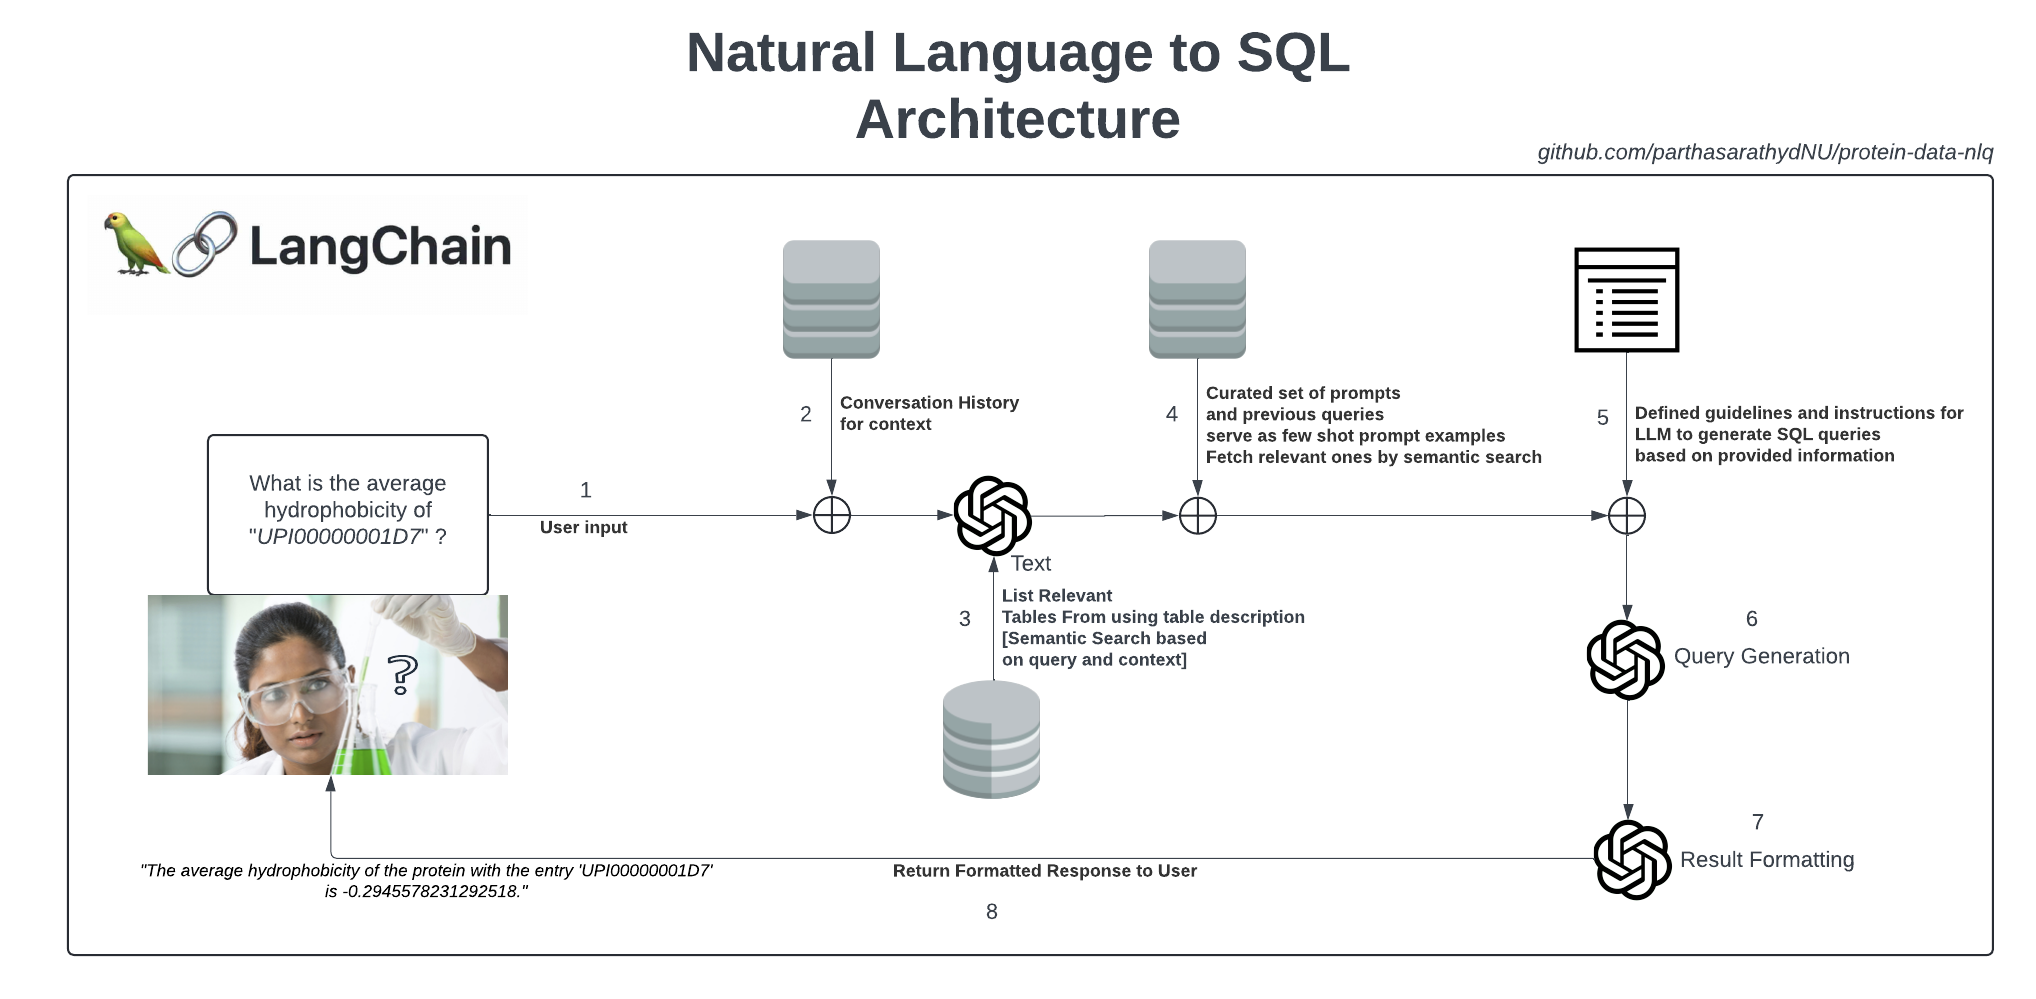 Natural Language to SQL
Architecture
github.com/parthasarathydNU/protein-data-nlq
LangChain
2
Conversation History
for context
4
Curated set of prompts
and previous queries
serve as few shot prompt examples
Fetch relevant ones by semantic search
5
Defined guidelines and instructions for
LLM to generate SQL queries
based on provided information
What is the average
hydrophobicity of
"UPI00000001D7" ?
1
User input
Text
3
List Relevant
Tables From using table description
[Semantic Search based
on query and context]
?
6
Query Generation
7
Result Formatting
"The average hydrophobicity of the protein with the entry 'UPI00000001D7'
is -0.2945578231292518."
Return Formatted Response to User
8